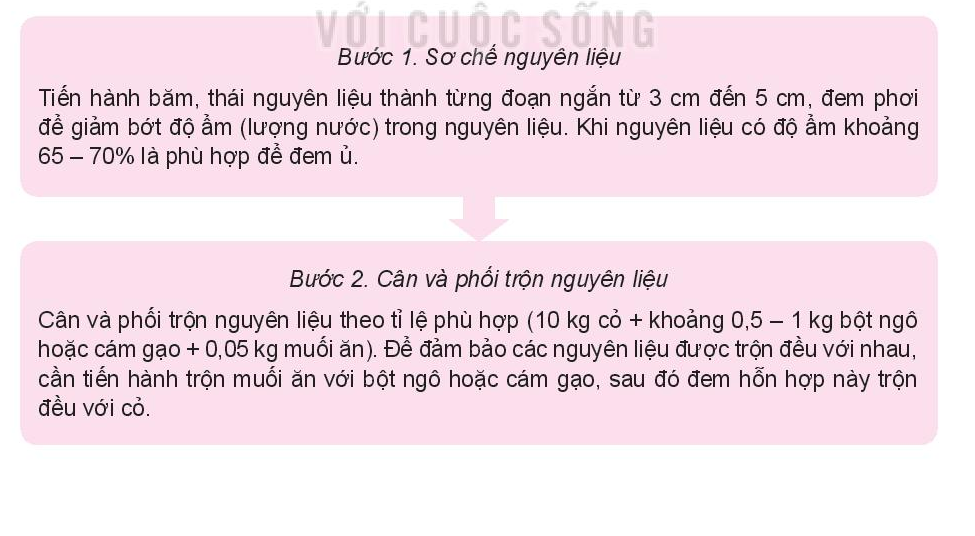 VỚI CUỘC SỐNG
Bước 1. Sơ chế nguyên liệu
Tiến hành băm, thái nguyên liệu thành từng đoạn ngắn từ 3 cm đến 5 cm, đem phơi
để giảm bớt độ ẩm (lượng nước) trong nguyên liệu. Khi nguyên liệu có độ ẩm khoảng
65 – 70% là phù hợp để đem ủ.
Bước 2. Cân và phối trộn nguyên liệu
Cân và phối trộn nguyên liệu theo tỉ lệ phù hợp (10 kg cỏ + khoảng 0,5 – 1 kg bột ngô
hoặc cám gạo + 0,05 kg muối ăn). Để đảm bảo các nguyên liệu được trộn đều với nhau,
cần tiến hành trộn muối ăn với bột ngô hoặc cám gạo, sau đó đem hỗn hợp này trộn
đều với cỏ.